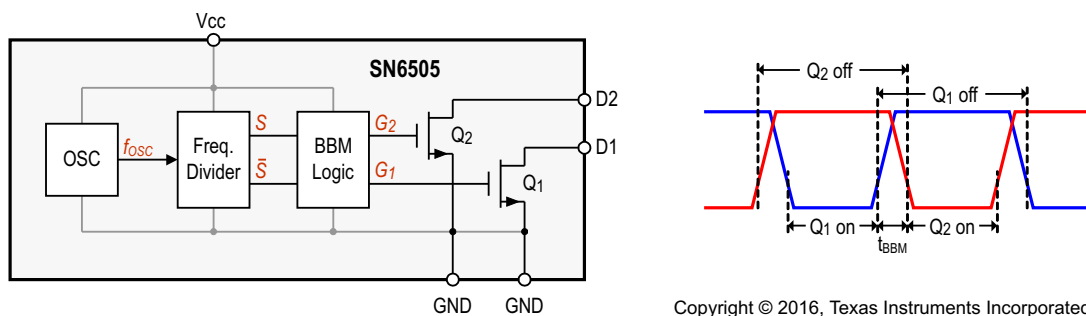 Vcc
SN6505
OSC
fOSC
Freq.
Divider
S
S̄
BBM
Logic
G2
G1
Q2
Q1
D2
D1
GND
GND
Q2 off
Q1 off
Q1 on
tBBM
Q2 on
Copyright © 2016, Texas Instruments Incorporated